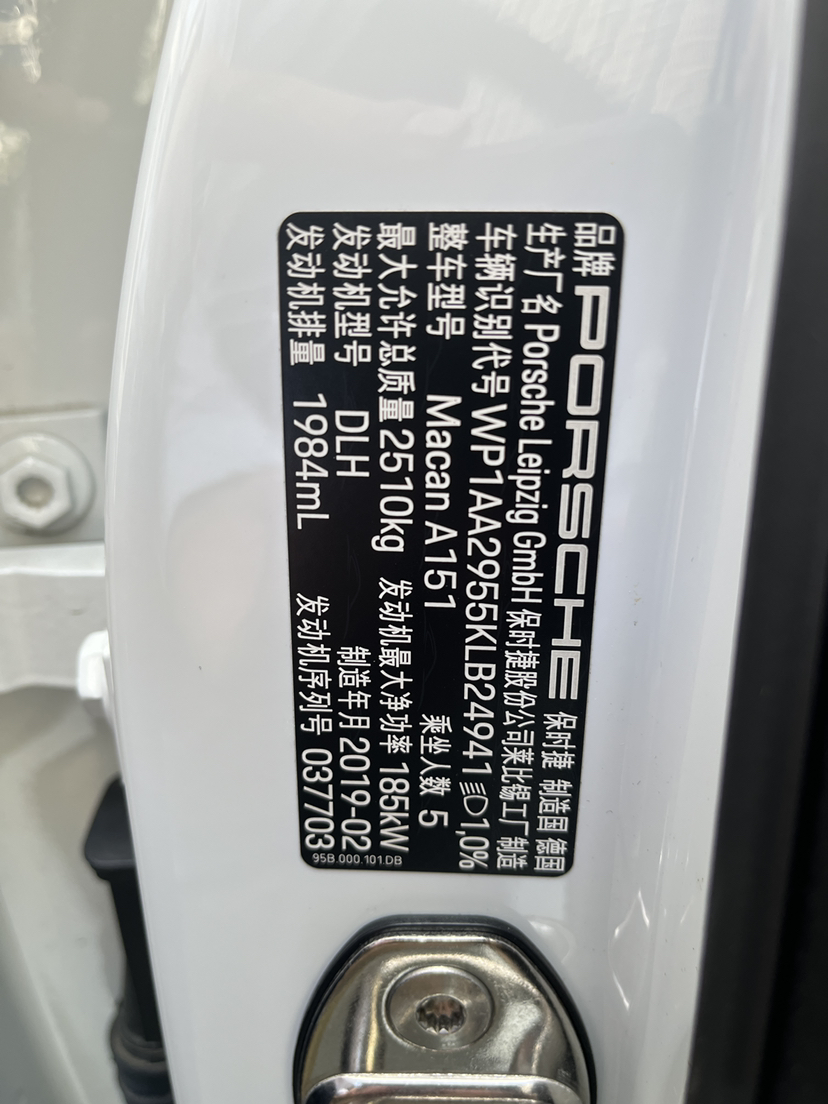 品牌 PORSCHE 保时捷 制造国 德国
生产厂名 Porsche Leipzig GmbH 保时捷股份公司莱比锡工厂制造
车辆识别代号 WP1AA2955KLB24941 1,0%
整车型号 Macan A151 乘坐人数 5
最大允许总质量 2510kg 发动机最大净功率 185kW
发动机型号 DLH 制造年月 2019-02
发动机排量 1984mL 发动机序列号 037703
95B.000.101.DB